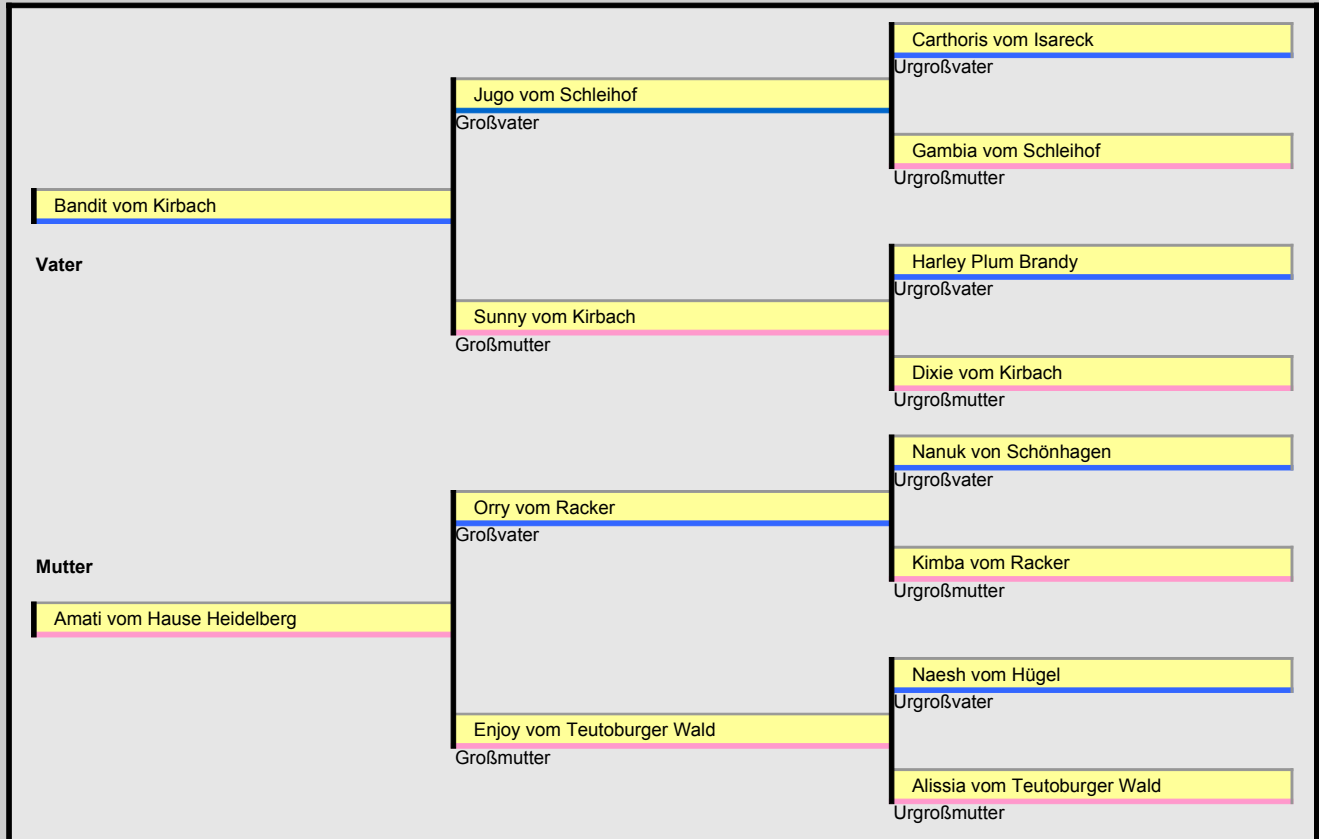 Carthoris vom Isareck
Urgroßvater
Jugo vom Schleihof
Großvater
Gambia vom Schleihof
Urgroßmutter
Bandit vom Kirbach
Vater
Harley Plum Brandy
Urgroßvater
Sunny vom Kirbach
Großmutter
Dixie vom Kirbach
Urgroßmutter
Nanuk von Schönhagen
Urgroßvater
Orry vom Racker
Großvater
Kimba vom Racker
Urgroßmutter
Mutter
Amati vom Hause Heidelberg
Naesh vom Hügel
Urgroßvater
Enjoy vom Teutoburger Wald
Großmutter
Alissia vom Teutoburger Wald
Urgroßmutter